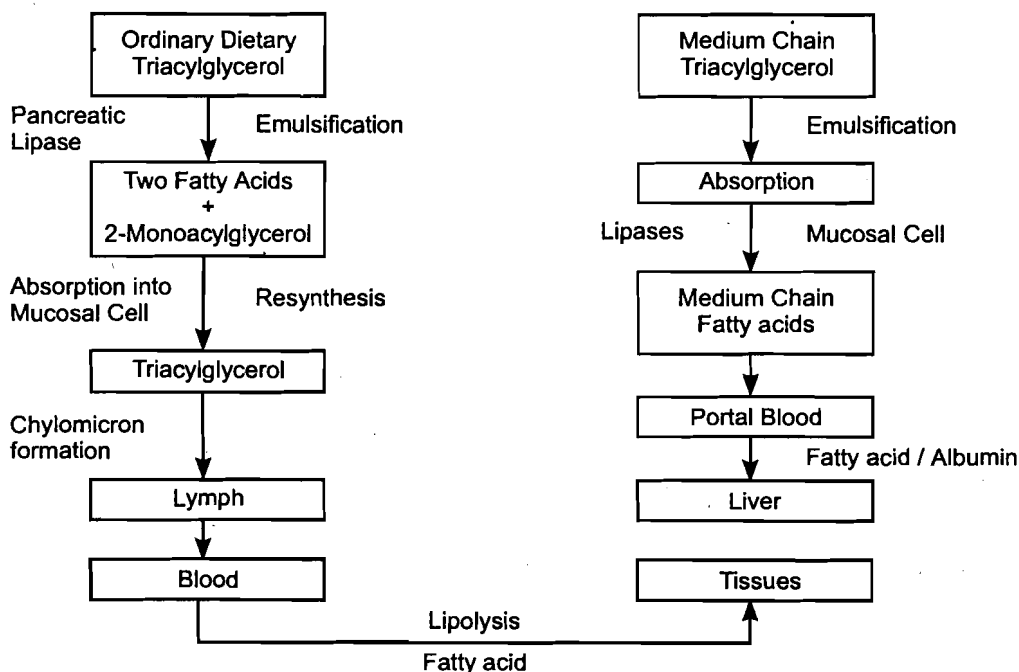 Ordinary Dietary
Triacylglycerol
Pancreatic
Lipase
Emulsification
Two Fatty Acids
+
2-Monoacylglycerol
Absorption into
Mucosal Cell
Resynthesis
Triacylglycerol
Chylomicron
formation
Lymph
Blood
Lipolysis
Fatty acid
Medium Chain
Triacylglycerol
Emulsification
Absorption
Lipases
Mucosal Cell
Medium Chain
Fatty acids
Portal Blood
Fatty acid / Albumin
Liver
Tissues